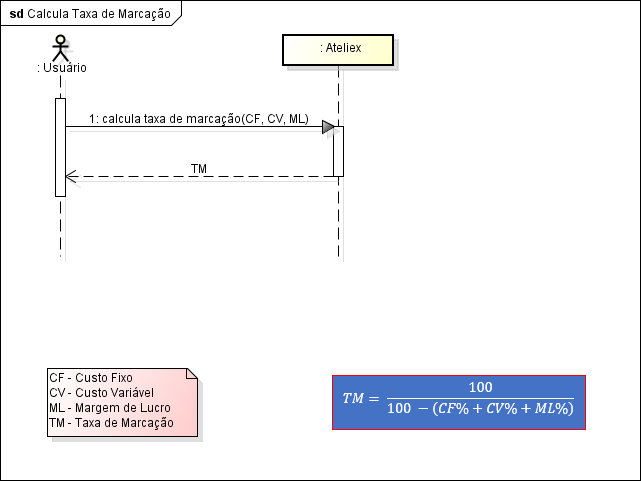 sd Calcula Taxa de Marcação
: Usuário
: Ateliex
1: calcula taxa de marcação(CF, CV, ML)
TM
CF - Custo Fixo
CV - Custo Variável
ML - Margem de Lucro
TM - Taxa de Marcação
TM = 100 / 100 − (CF% + CV% + ML%)